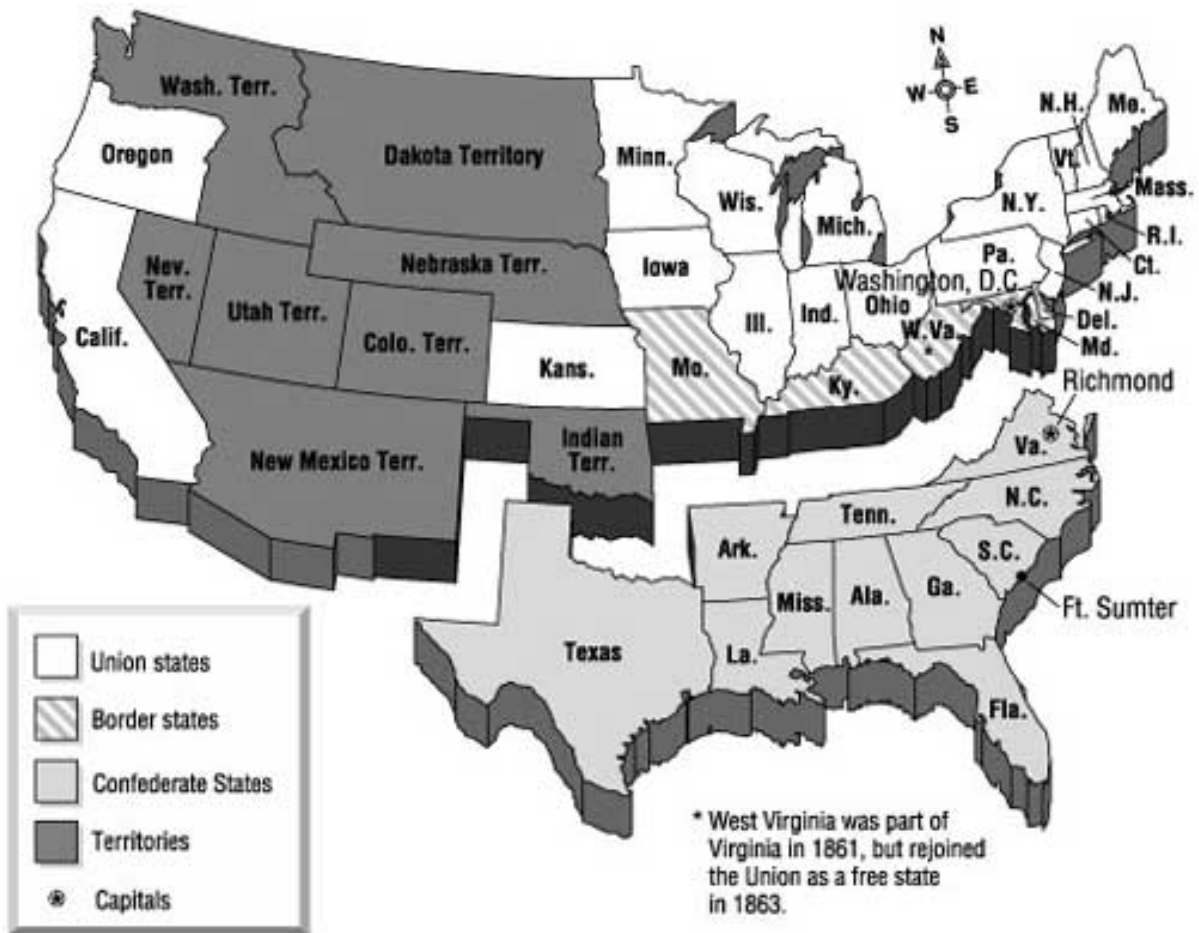 N
W
E
S
Wash. Terr.
Oregon
Dakota Territory
Minn.
Wis.
Mich.
N.H.
Me.
Vt.
Mass.
N.Y.
R.I.
Ct.
Pa.
N.J.
Nev.
Terr.
Nebraska Terr.
Iowa
Washington, D.C.
Utah Terr.
Ill.
Ind.
Ohio
Calif.
Colo. Terr.
Kans.
Mo.
Ky.
W.Va.
*
Del.
Md.
Richmond
New Mexico Terr.
Indian
Terr.
Va.
N.C.
Tenn.
Ark.
S.C.
Miss.
Ala.
Ga.
Ft. Sumter
Texas
La.
Fla.
Union states
Border states
Confederate States
Territories
Capitals
* West Virginia was part of
Virginia in 1861, but rejoined
the Union as a free state
in 1863.